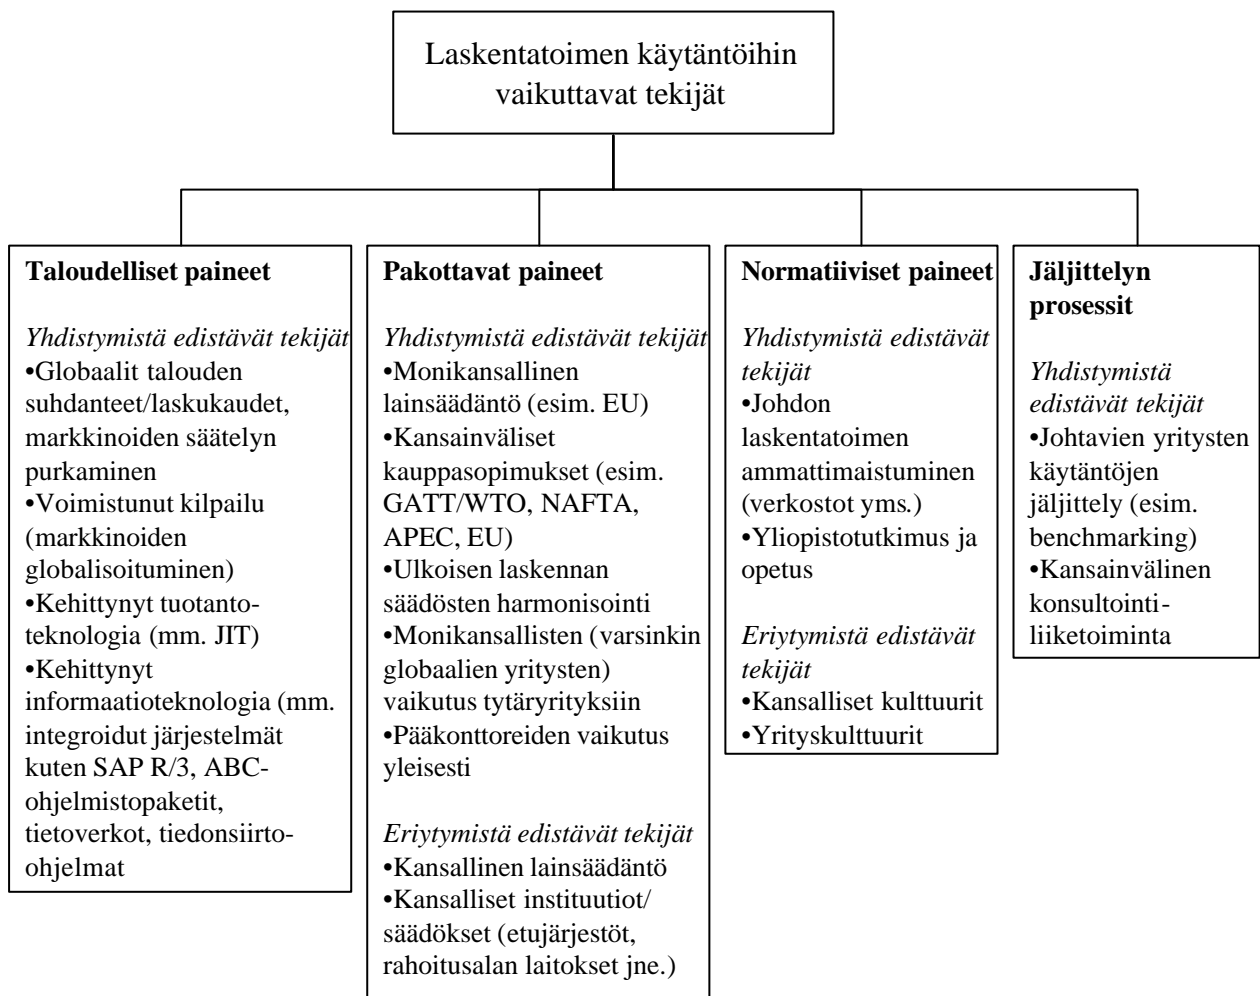 Laskentatoimen käytäntöihin
vaikuttavat tekijät
Taloudelliset paineet
Yhdistymistä edistävät tekijät
•Globaalit talouden
suhdanteet/laskukaudet,
markkinoiden säätelyn
purkaminen
•Voimistunut kilpailu
(markkinoiden
globalisoituminen)
•Kehittynyt tuotanto-
teknologia (mm. JIT)
•Kehittynyt
informaatioteknologia (mm.
integroidut järjestelmät
kuten SAP R/3, ABC-
ohjelmistopaketit,
tietoverkot, tiedonsiirto-
ohjelmat
Pakottavat paineet
Yhdistymistä edistävät tekijät
•Monikansallinen
lainsäädäntö (esim. EU)
•Kansainväliset
kauppasopimukset (esim.
GATT/WTO, NAFTA,
APEC, EU)
•Ulkoisen laskennan
säädösten harmonisointi
•Monikansallisten (varsinkin
globaalien yritysten)
vaikutus tytäryrityksiin
•Pääkonttoreiden vaikutus
yleisesti
Eriytymistä edistävät tekijät
•Kansallinen lainsäädäntö
•Kansalliset instituutiot/
säädökset (etujärjestöt,
rahoitusalan laitokset jne.)
Normatiiviset paineet
Yhdistymistä edistävät
tekijät
•Johdon
laskentatoimen
ammattimaistuminen
(verkostot yms.)
•Yliopistotutkimus ja
opetus
Eriytymistä edistävät
tekijät
•Kansalliset kulttuurit
•Yrityskulttuurit
Jäljittelyn
prosessit
Yhdistymistä
edistävät tekijät
•Johtavien yritysten
käytäntöjen
jäljittely (esim.
benchmarking)
•Kansainvälinen
konsultointi-
liiketoiminta